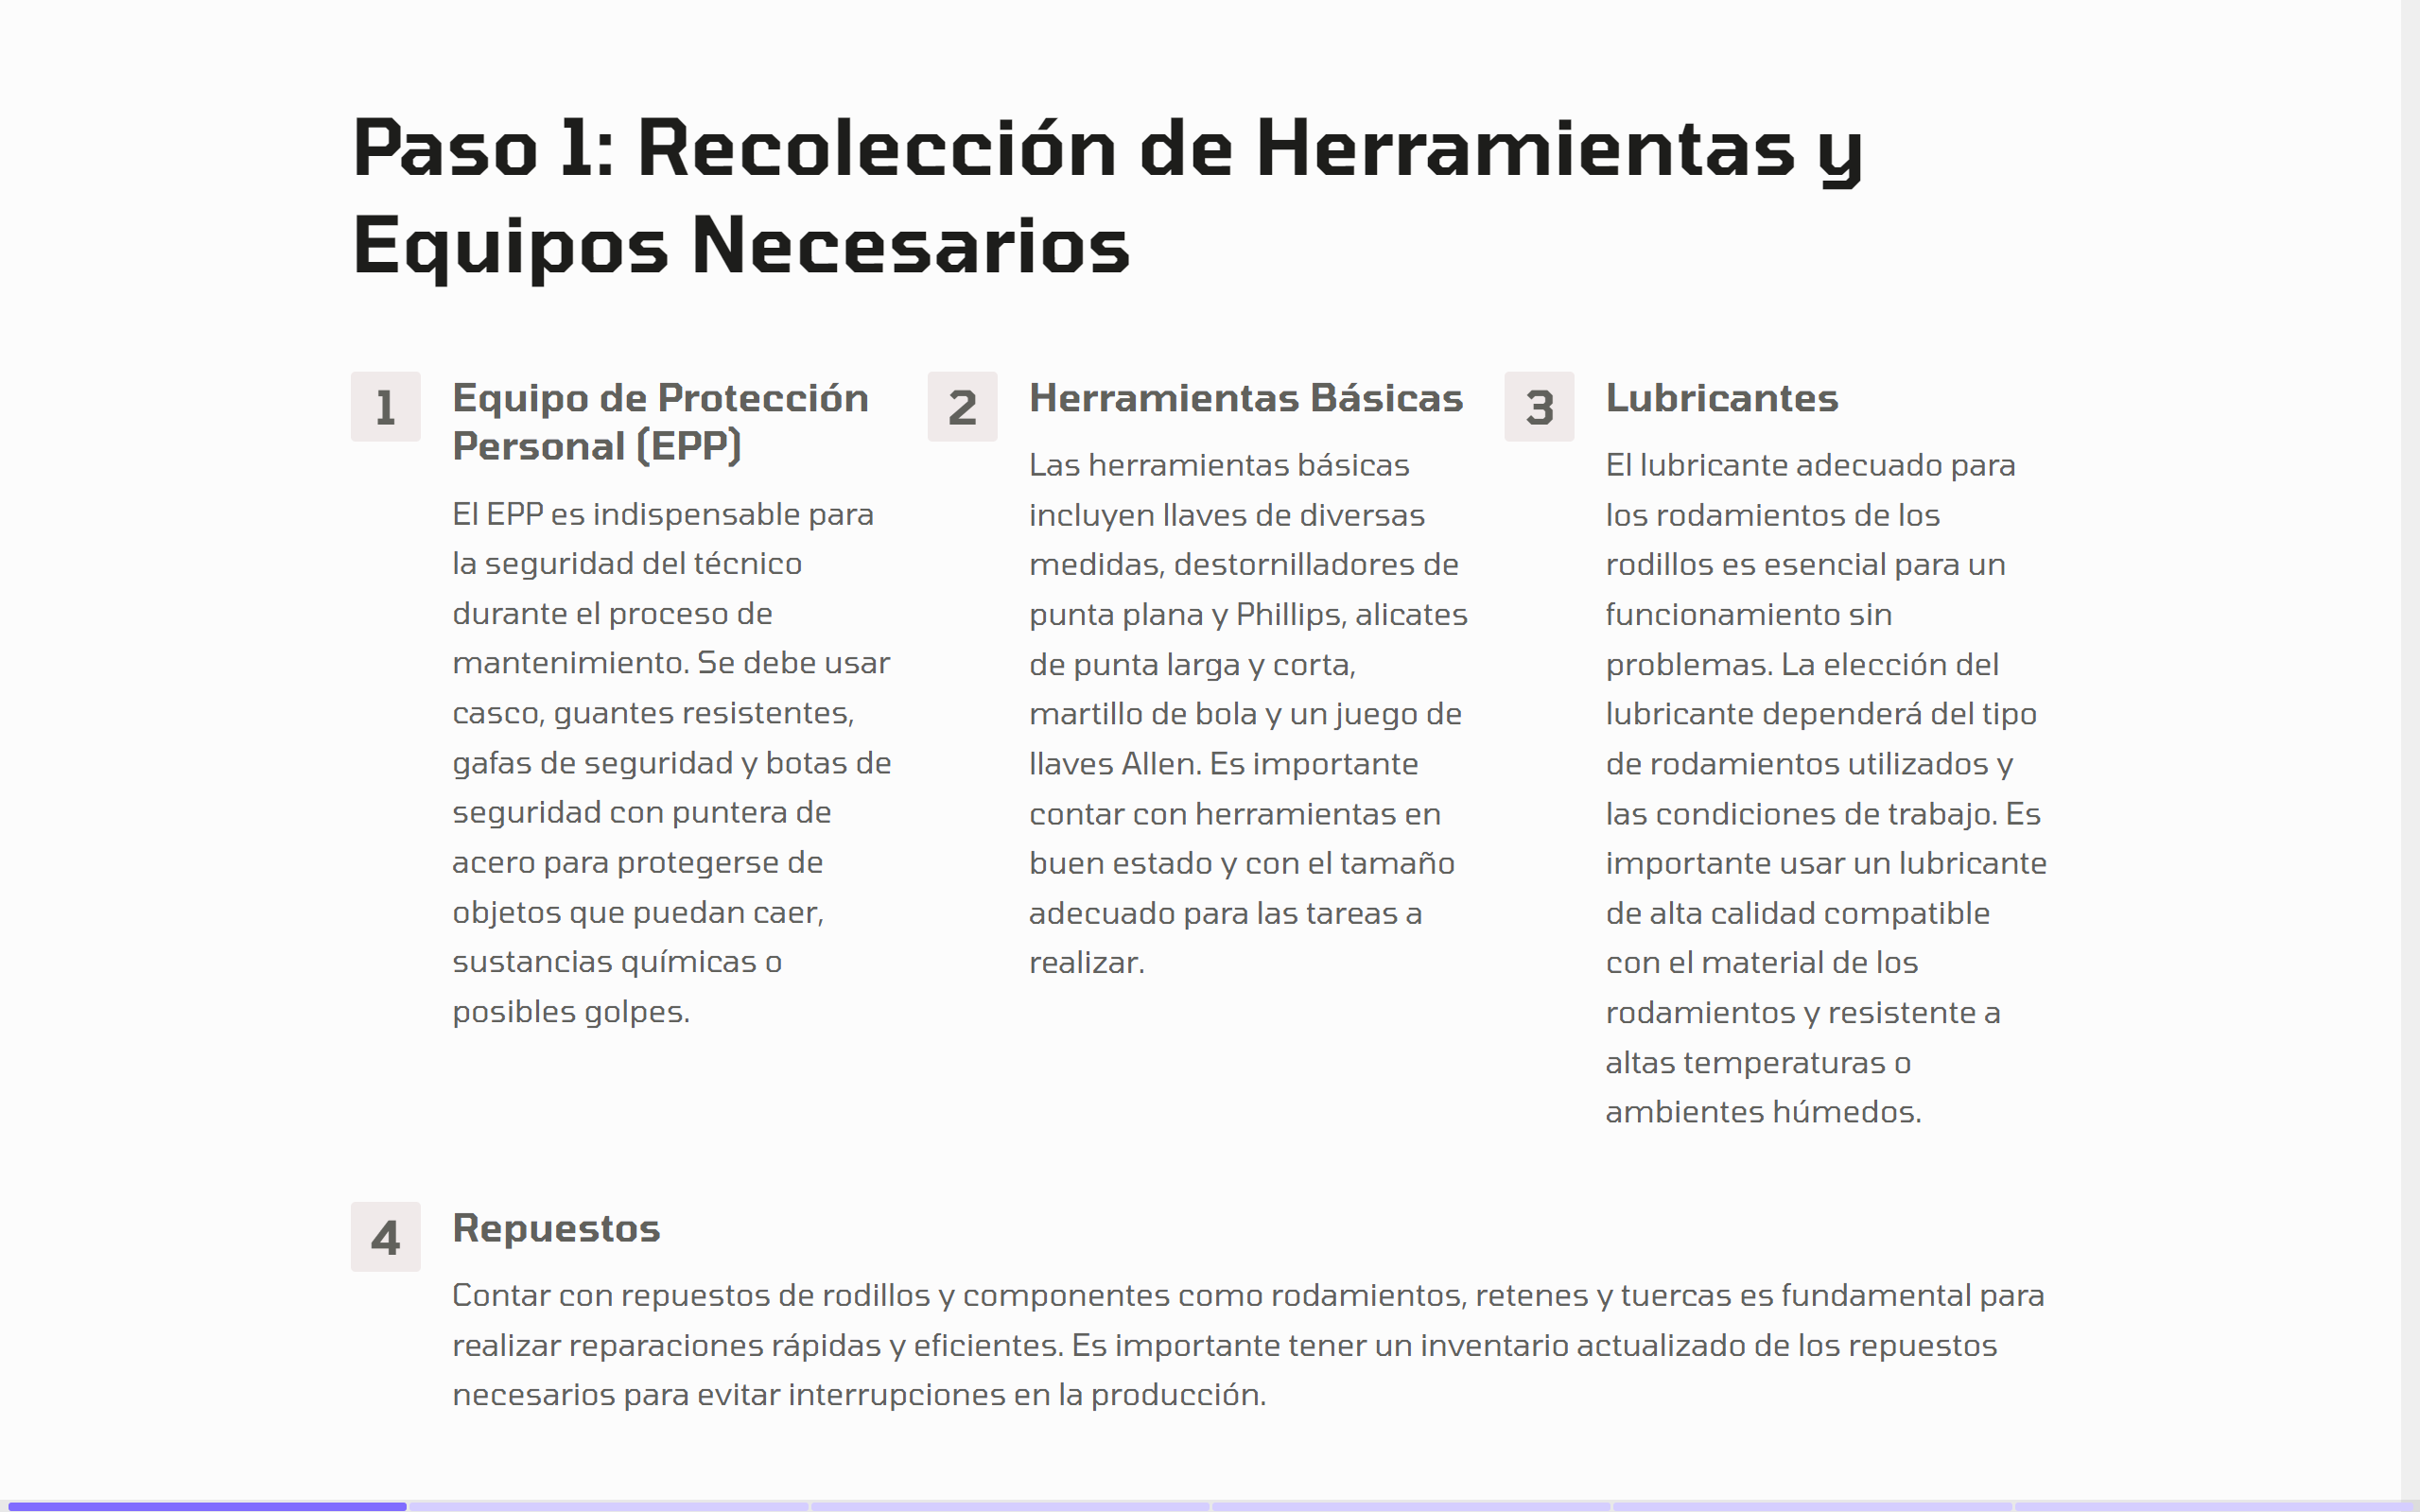 Paso 1: Recolección de Herramientas y
Equipos Necesarios
1
Equipo de Protección
Personal (EPP)
El EPP es indispensable para
la seguridad del técnico
durante el proceso de
mantenimiento. Se debe usar
casco, guantes resistentes,
gafas de seguridad y botas de
seguridad con puntera de
acero para protegerse de
objetos que puedan caer,
sustancias químicas o
posibles golpes.
2
Herramientas Básicas
Las herramientas básicas
incluyen llaves de diversas
medidas, destornilladores de
punta plana y Phillips, alicates
de punta larga y corta,
martillo de bola y un juego de
llaves Allen. Es importante
contar con herramientas en
buen estado y con el tamaño
adecuado para las tareas a
realizar.
3
Lubricantes
El lubricante adecuado para
los rodamientos de los
rodillos es esencial para un
funcionamiento sin
problemas. La elección del
lubricante dependerá del tipo
de rodamientos utilizados y
las condiciones de trabajo. Es
importante usar un lubricante
de alta calidad compatible
con el material de los
rodamientos y resistente a
altas temperaturas o
ambientes húmedos.
4
Repuestos
Contar con repuestos de rodillos y componentes como rodamientos, retenes y tuercas es fundamental para
realizar reparaciones rápidas y eficientes. Es importante tener un inventario actualizado de los repuestos
necesarios para evitar interrupciones en la producción.